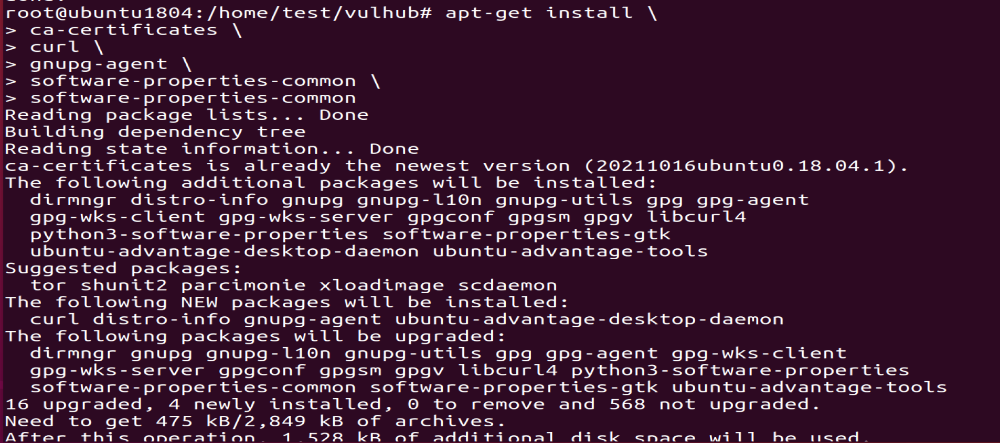 root@ubuntu1804:/home/test/vulhub# apt-get install \
> ca-certificates \
> curl \
> gnupg-agent \
> software-properties-common \
> software-properties-common
Reading package lists... Done
Building dependency tree
Reading state information... Done
ca-certificates is already the newest version (20211016ubuntu0.18.04.1).
The following additional packages will be installed:
  dirmngr distro-info gnupg gnupg-l10n gnupg-utils gpg gpg-agent
  gpg-wks-client gpg-wks-server gpgconf gpgsm gpgv libcurl4
  python3-software-properties software-properties-gtk
  ubuntu-advantage-desktop-daemon ubuntu-advantage-tools
Suggested packages:
  tor shunit2 parcimonie xloadimage scdaemon
The following NEW packages will be installed:
  curl distro-info gnupg-agent ubuntu-advantage-desktop-daemon
The following packages will be upgraded:
  dirmngr gnupg gnupg-l10n gnupg-utils gpg gpg-agent gpg-wks-client
  gpg-wks-server gpgconf gpgsm gpgv libcurl4 python3-software-properties
  software-properties-common software-properties-gtk ubuntu-advantage-tools
16 upgraded, 4 newly installed, 0 to remove and 568 not upgraded.
Need to get 475 kB/2,849 kB of archives.
After this operation, 1,528 kB of additional disk space will be used.